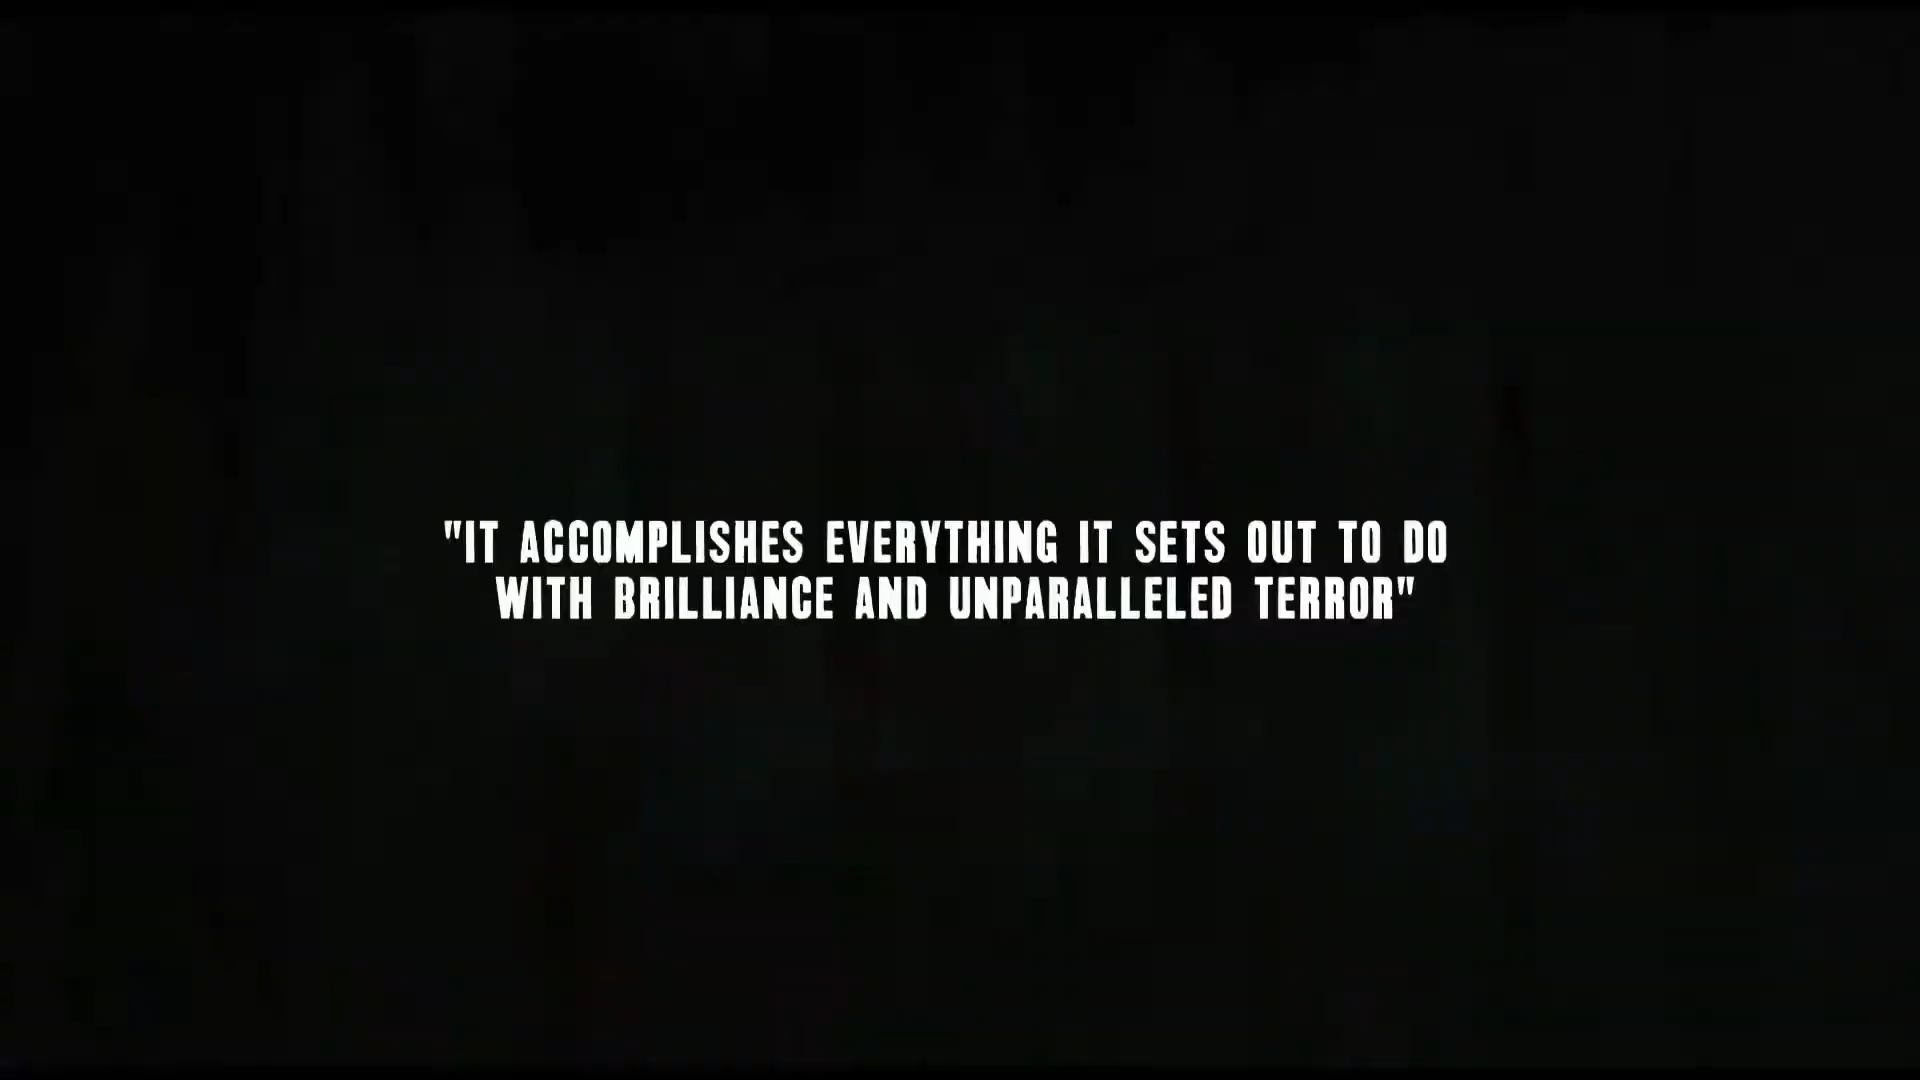 "IT ACCOMPLISHES EVERYTHING IT SETS OUT TO DO
WITH BRILLIANCE AND UNPARALLELED TERROR"